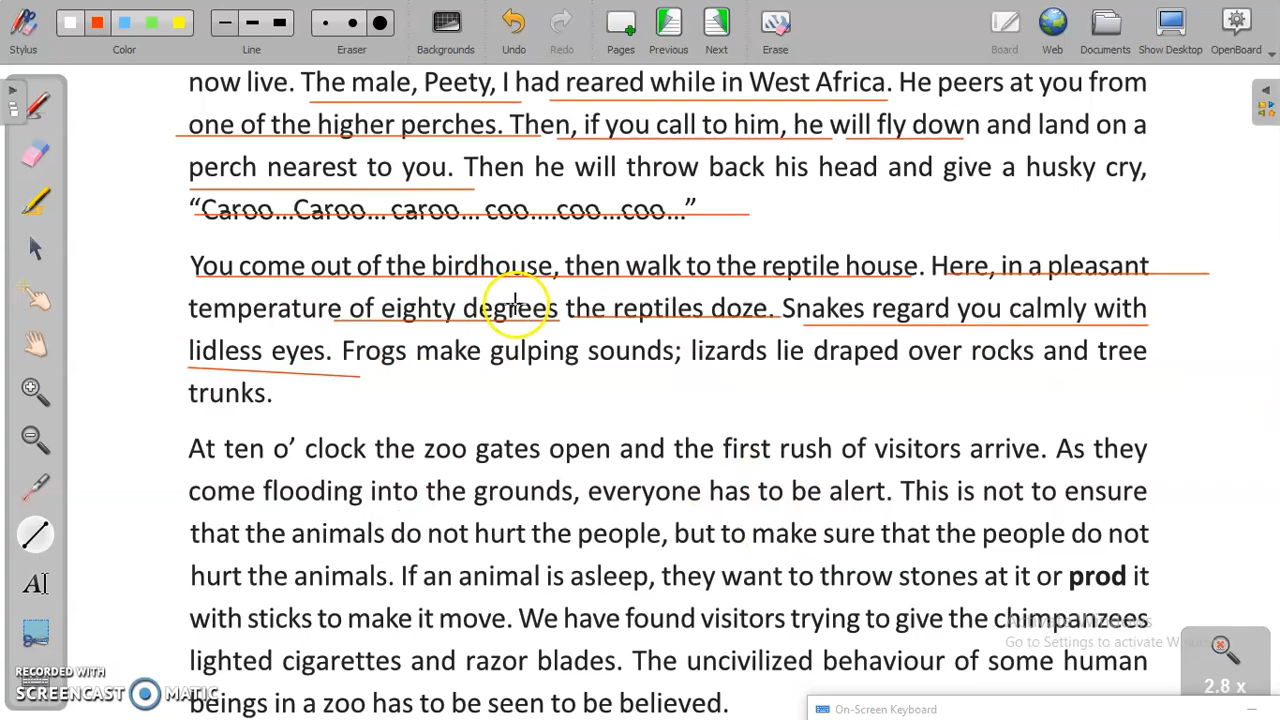 Stylus Color Line Eraser Backgrounds Undo Redo Pages Previous Next Erase Board Web Documents Show Desktop OpenBoard
now live. The male, Peety, I had reared while in West Africa. He peers at you from
one of the higher perches. Then, if you call to him, he will fly down and land on a
perch nearest to you. Then he will throw back his head and give a husky cry,
“Caroo...Caroo... caroo... coo....coo...coo...”
You come out of the birdhouse, then walk to the reptile house. Here, in a pleasant
temperature of eighty degrees the reptiles doze. Snakes regard you calmly with
lidless eyes. Frogs make gulping sounds; lizards lie draped over rocks and tree
trunks.
At ten o’ clock the zoo gates open and the first rush of visitors arrive. As they
come flooding into the grounds, everyone has to be alert. This is not to ensure
that the animals do not hurt the people, but to make sure that the people do not
hurt the animals. If an animal is asleep, they want to throw stones at it or prod it
with sticks to make it move. We have found visitors trying to give the chimpanzees
Activate Windows
Go to Settings to activate Windows.
lighted cigarettes and razor blades. The uncivilized behaviour of some human
beings in a zoo has to be seen to be believed.
RECORDED WITH
SCREENCAST MATIC
2.8 x
On-Screen Keyboard